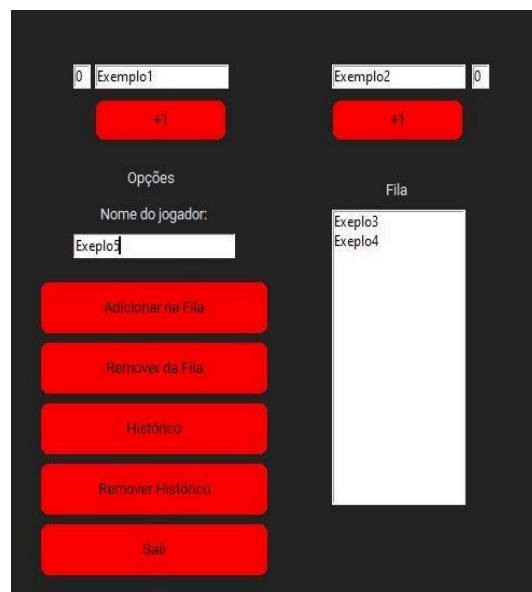 0 Exemplo1
Exemplo2 0
+1
+1
Opções
Fila
Nome do jogador:
Exeplo5
Exeplo3
Exeplo4
Adicionar na Fila
Remover da Fila
Histórico
Remover Histórico
Sair